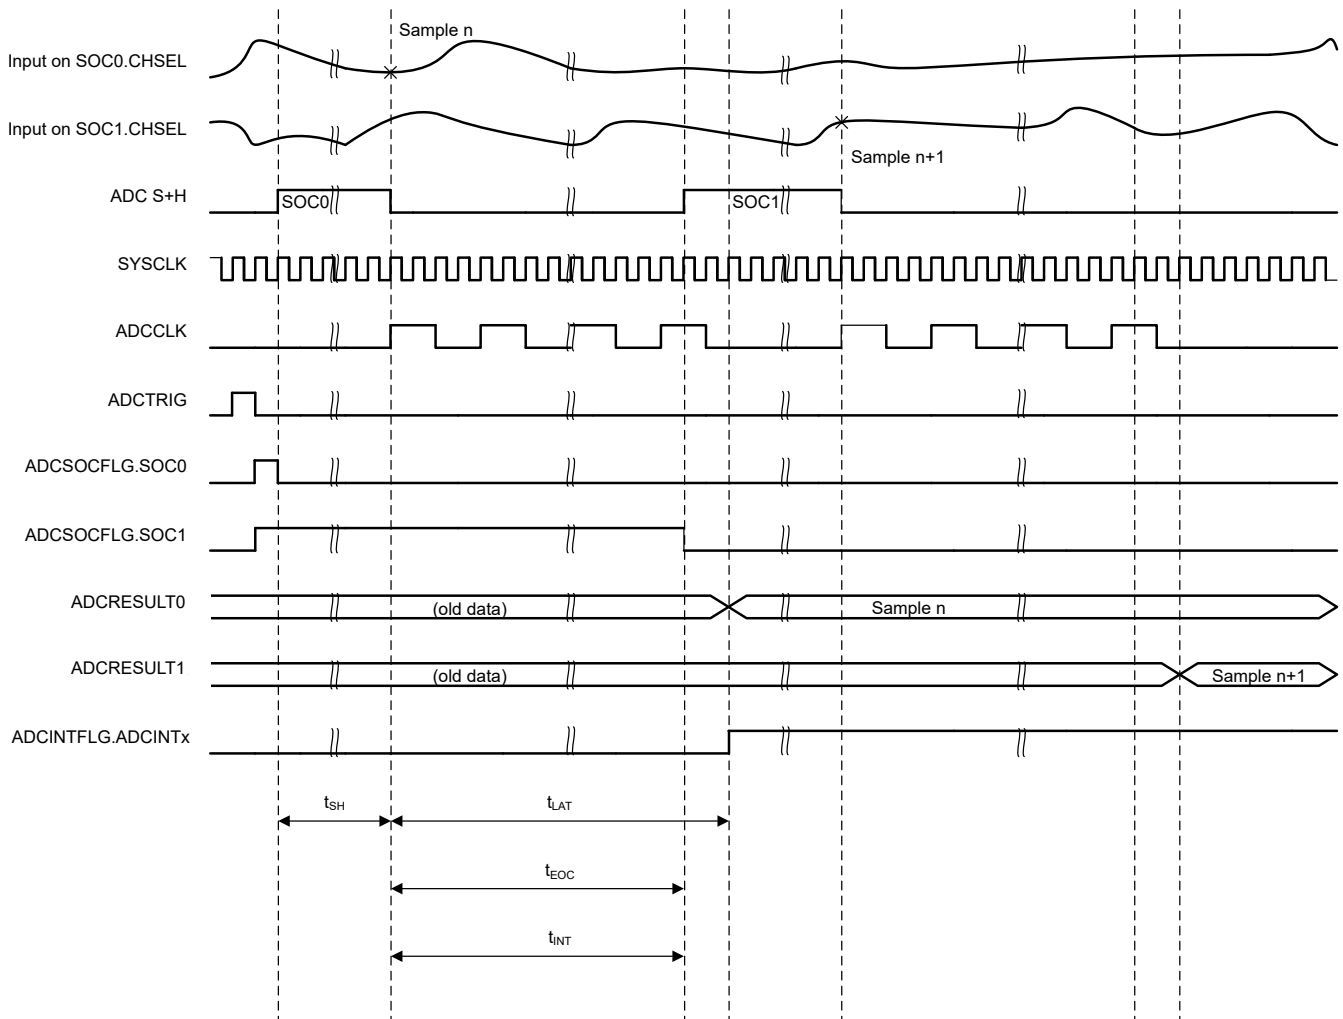 Sample n
Input on SOC0.CHSEL
Input on SOC1.CHSEL
Sample n+1
ADC S+H
SOC0
SOC1
SYSCLK
ADCCLK
ADCTRIG
ADCSOCFLG.SOC0
ADCSOCFLG.SOC1
ADCRESULT0
(old data)
Sample n
ADCRESULT1
(old data)
Sample n+1
ADCINTFLG.ADCINTx
tSH
tLAT
tEOC
tINT